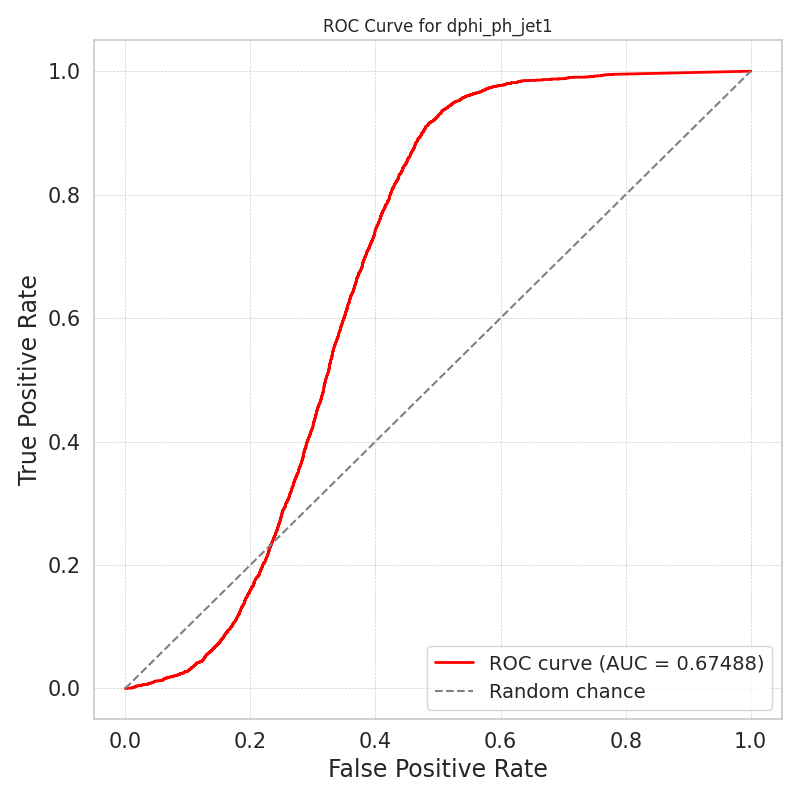 ROC Curve for dphi_ph_jet1
1.0
0.8
0.6
0.4
0.2
0.0
True Positive Rate
ROC curve (AUC = 0.67488)
Random chance
0.0 0.2 0.4 0.6 0.8 1.0
False Positive Rate